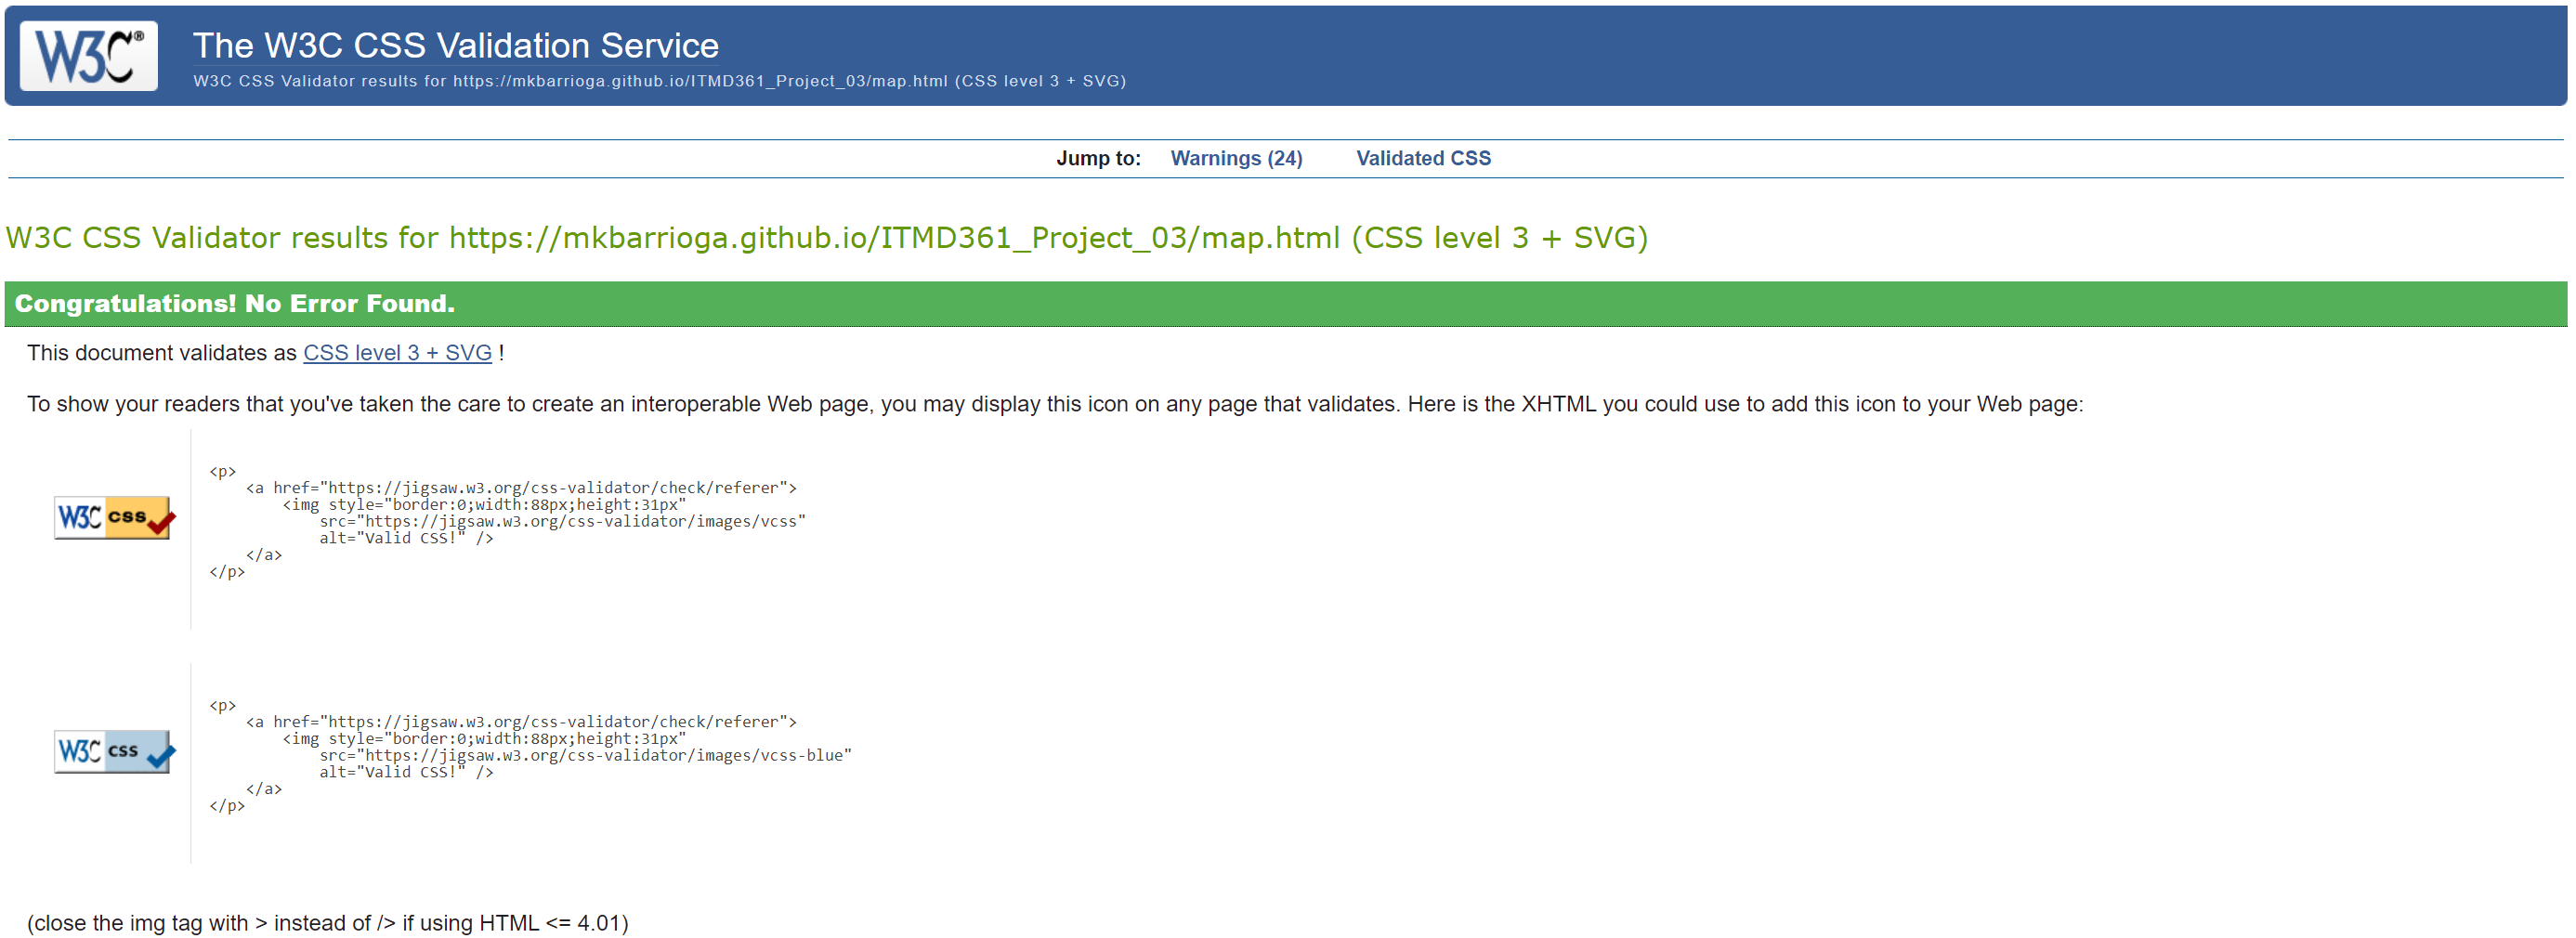 W3C®
The W3C CSS Validation Service
W3C CSS Validator results for https://mkbarrioga.github.io/ITMD361_Project_03/map.html (CSS level 3 + SVG)
Jump to: Warnings (24) Validated CSS
W3C CSS Validator results for https://mkbarrioga.github.io/ITMD361_Project_03/map.html (CSS level 3 + SVG)
Congratulations! No Error Found.
This document validates as CSS level 3 + SVG !
To show your readers that you've taken the care to create an interoperable Web page, you may display this icon on any page that validates. Here is the XHTML you could use to add this icon to your Web page:
W3C css
<p>
    <a href="https://jigsaw.w3.org/css-validator/check/referer">
        <img style="border:0;width:88px;height:31px"
            src="https://jigsaw.w3.org/css-validator/images/vcss"
            alt="Valid CSS!" />
    </a>
</p>
W3C css
<p>
    <a href="https://jigsaw.w3.org/css-validator/check/referer">
        <img style="border:0;width:88px;height:31px"
            src="https://jigsaw.w3.org/css-validator/images/vcss-blue"
            alt="Valid CSS!" />
    </a>
</p>
(close the img tag with > instead of /> if using HTML <= 4.01)